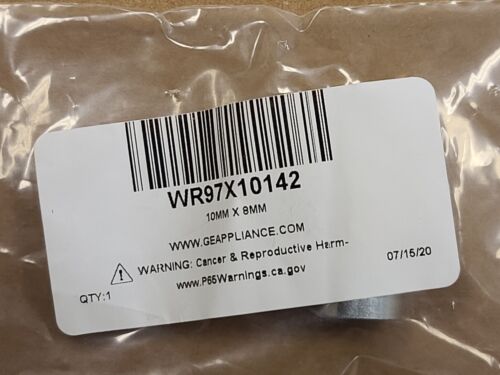 WR97X10142
10MM X 8MM
WWW.GEAPPLIANCE.COM
WARNING: Cancer & Reproductive Harm-
www.P65Warnings.ca.gov
QTY:1
07/15/20